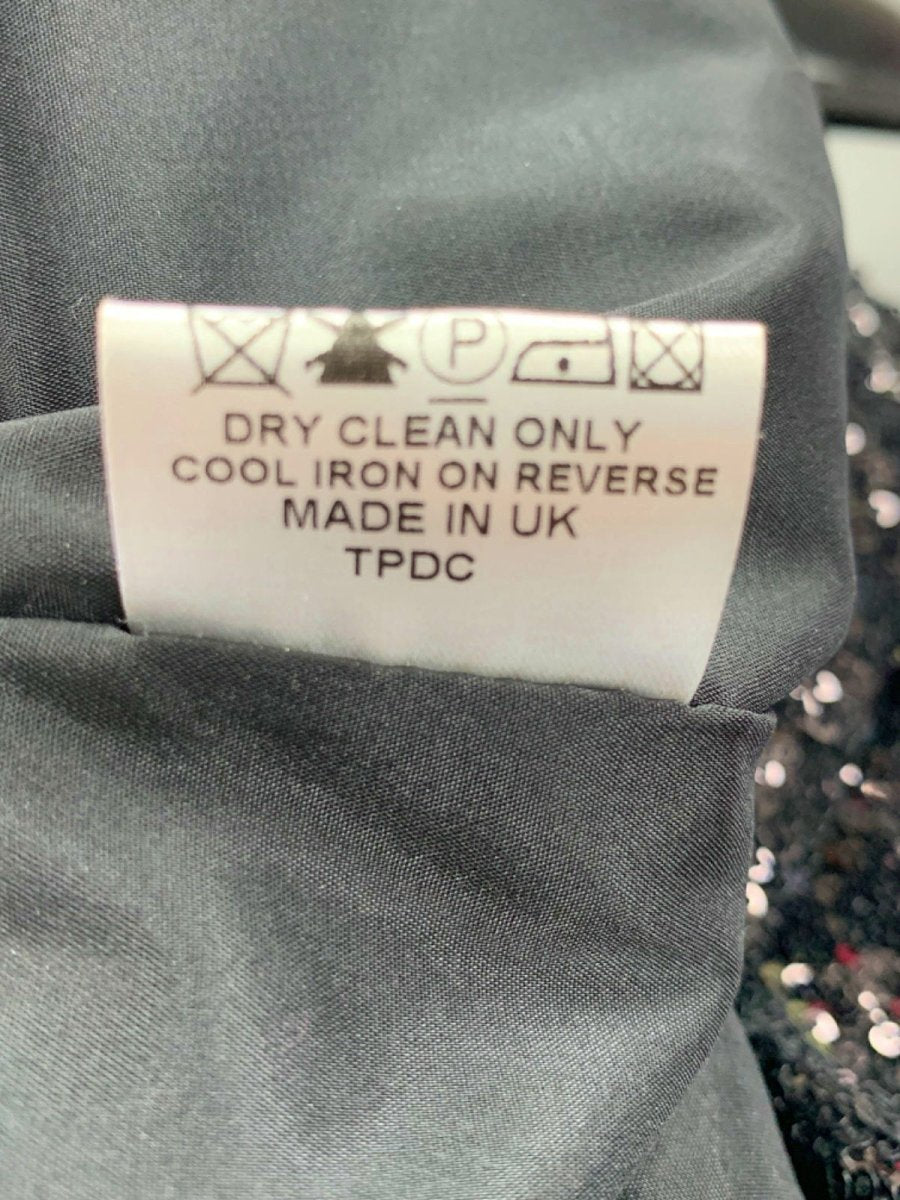 P
DRY CLEAN ONLY
COOL IRON ON REVERSE
MADE IN UK
TPDC